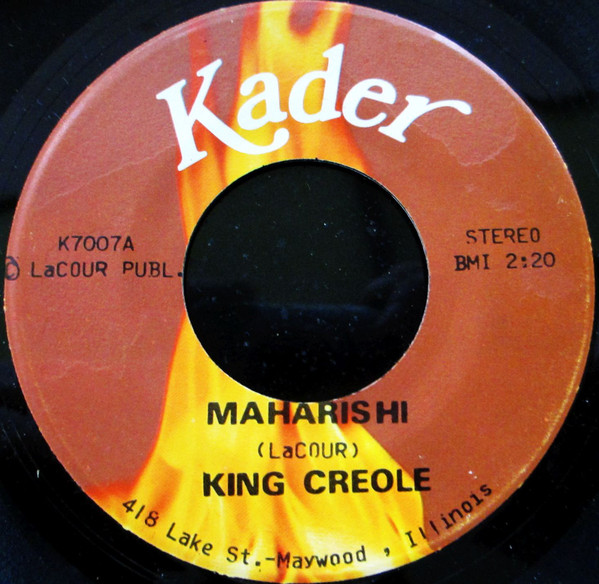 Kader
K7007A
© LaCOUR PUBL.
STEREO
BMI 2:20
MAHARISHI
(LaCOUR)
KING CREOLE
418 Lake St.-Maywood , Illinois